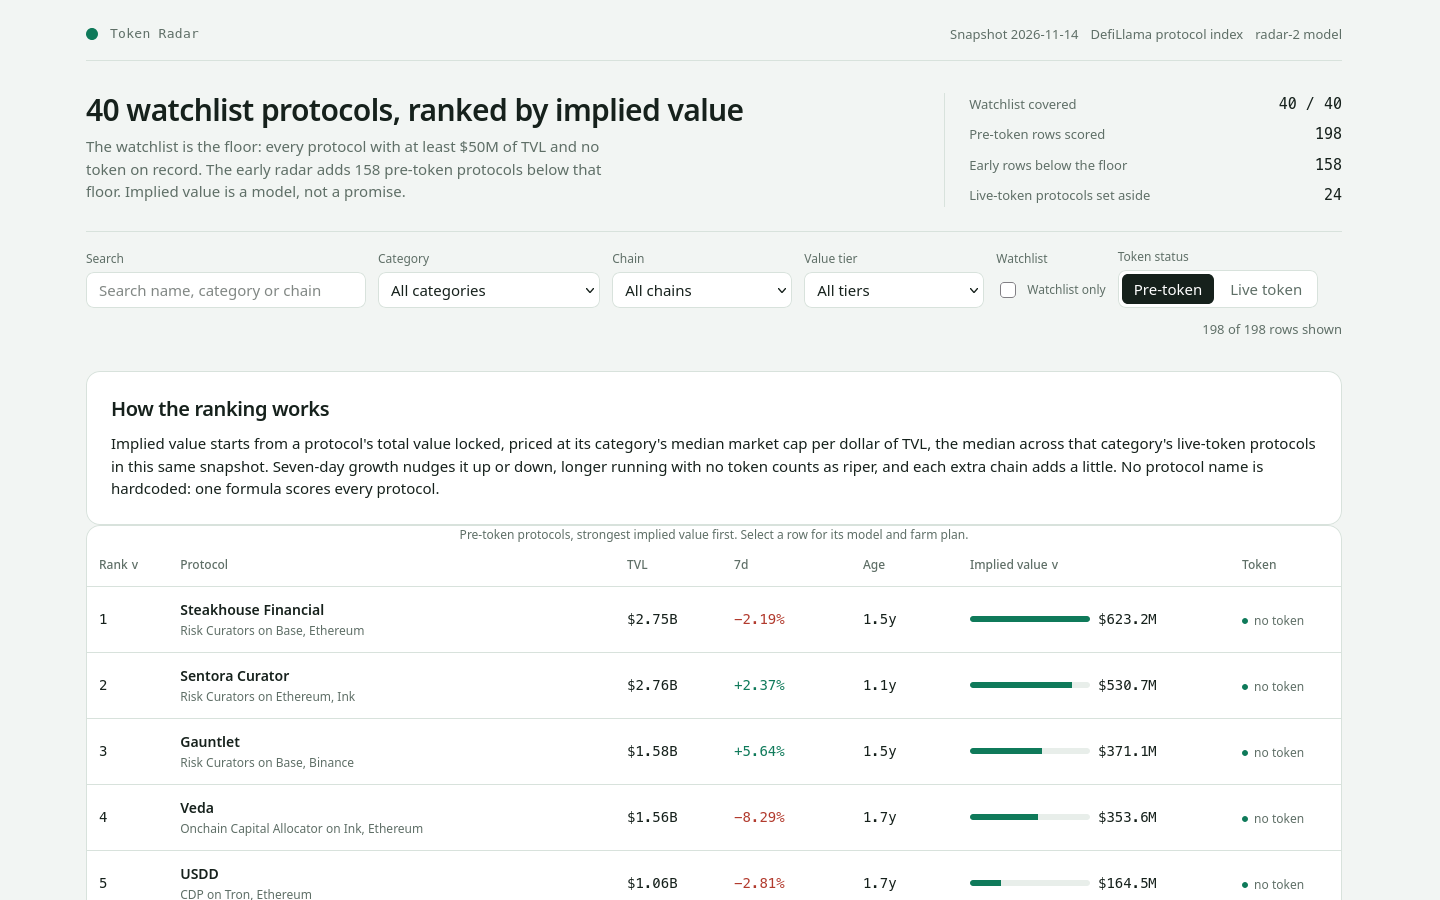 Token Radar
Snapshot 2026-11-14 DefiLlama protocol index radar-2 model
40 watchlist protocols, ranked by implied value
The watchlist is the floor: every protocol with at least $50M of TVL and no
token on record. The early radar adds 158 pre-token protocols below that
floor. Implied value is a model, not a promise.
Watchlist covered 40 / 40
Pre-token rows scored 198
Early rows below the floor 158
Live-token protocols set aside 24
Search Category Chain Value tier Watchlist Token status
Search name, category or chain All categories All chains All tiers Watchlist only Pre-token Live token
198 of 198 rows shown
How the ranking works
Implied value starts from a protocol's total value locked, priced at its category's median market cap per dollar of TVL, the median across that category's live-token protocols
in this same snapshot. Seven-day growth nudges it up or down, longer running with no token counts as riper, and each extra chain adds a little. No protocol name is
hardcoded: one formula scores every protocol.
Pre-token protocols, strongest implied value first. Select a row for its model and farm plan.
Rank v Protocol TVL 7d Age Implied value v Token
1 Steakhouse Financial $2.75B −2.19% 1.5y $623.2M no token
Risk Curators on Base, Ethereum
2 Sentora Curator $2.76B +2.37% 1.1y $530.7M no token
Risk Curators on Ethereum, Ink
3 Gauntlet $1.58B +5.64% 1.5y $371.1M no token
Risk Curators on Base, Binance
4 Veda $1.56B −8.29% 1.7y $353.6M no token
Onchain Capital Allocator on Ink, Ethereum
5 USDD $1.06B −2.81% 1.7y $164.5M no token
CDP on Tron, Ethereum